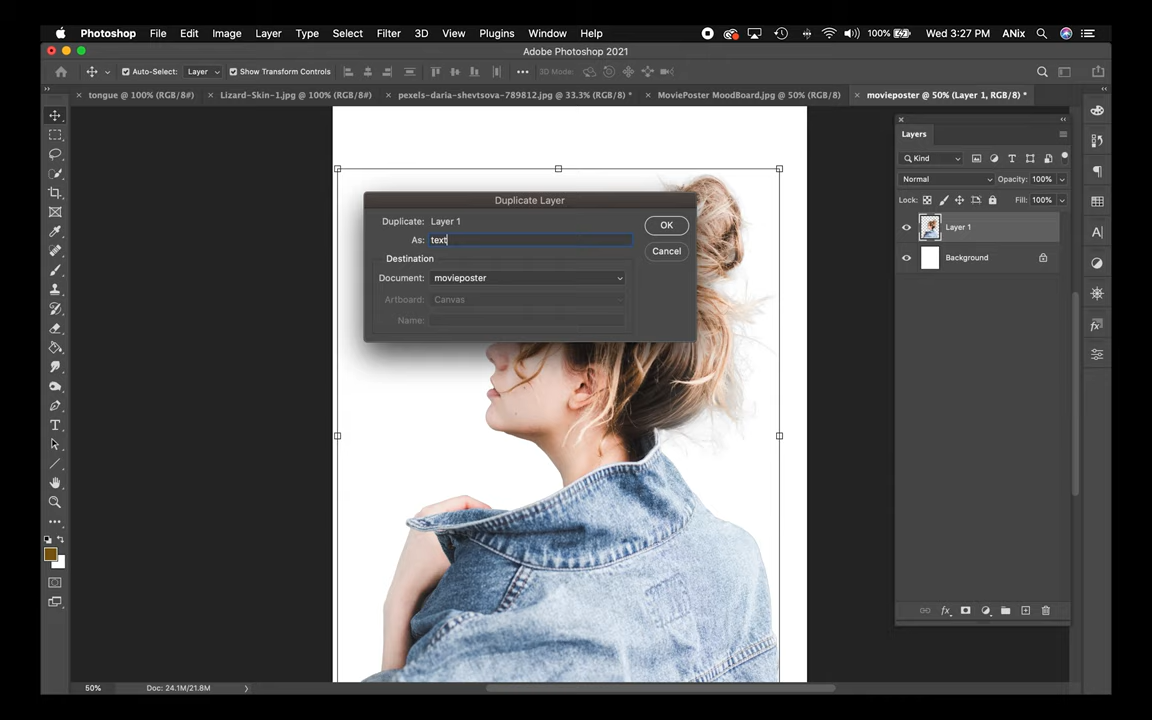 Photoshop File Edit Image Layer Type Select Filter 3D View Plugins Window Help 100% Wed 3:27 PM ANix
Adobe Photoshop 2021
Auto-Select: Layer Show Transform Controls 3D Mode:
tongue @ 100% (RGB/8#) Lizard-Skin-1.jpg @ 100% (RGB/8#) pexels-daria-shevtsova-789812.jpg @ 33.3% (RGB/8) * MoviePoster MoodBoard.jpg @ 50% (RGB/8) movieposter @ 50% (Layer 1, RGB/8) *
Layers
Kind
Normal Opacity: 100%
Lock: Fill: 100%
Layer 1
Background
Duplicate Layer
Duplicate: Layer 1
OK
As: text
Cancel
Destination
Document: movieposter
Artboard: Canvas
Name:
50% Doc: 24.1M/21.8M